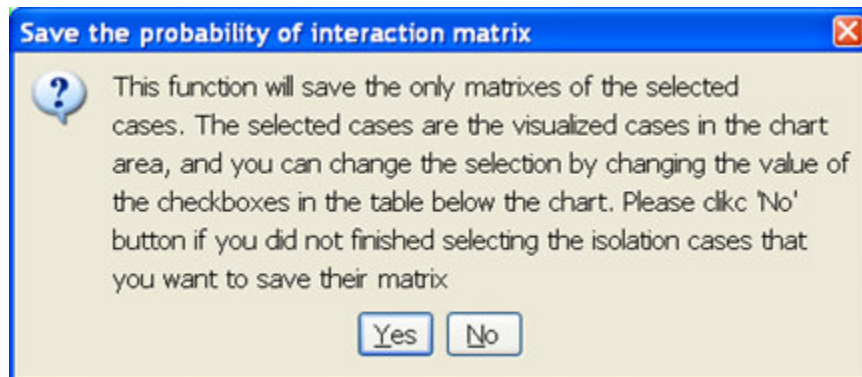 Save the probability of interaction matrix
This function will save the only matrixes of the selected
cases. The selected cases are the visualized cases in the chart
area, and you can change the selection by changing the value of
the checkboxes in the table below the chart. Please clikc 'No'
button if you did not finished selecting the isolation cases that
you want to save their matrix
Yes No